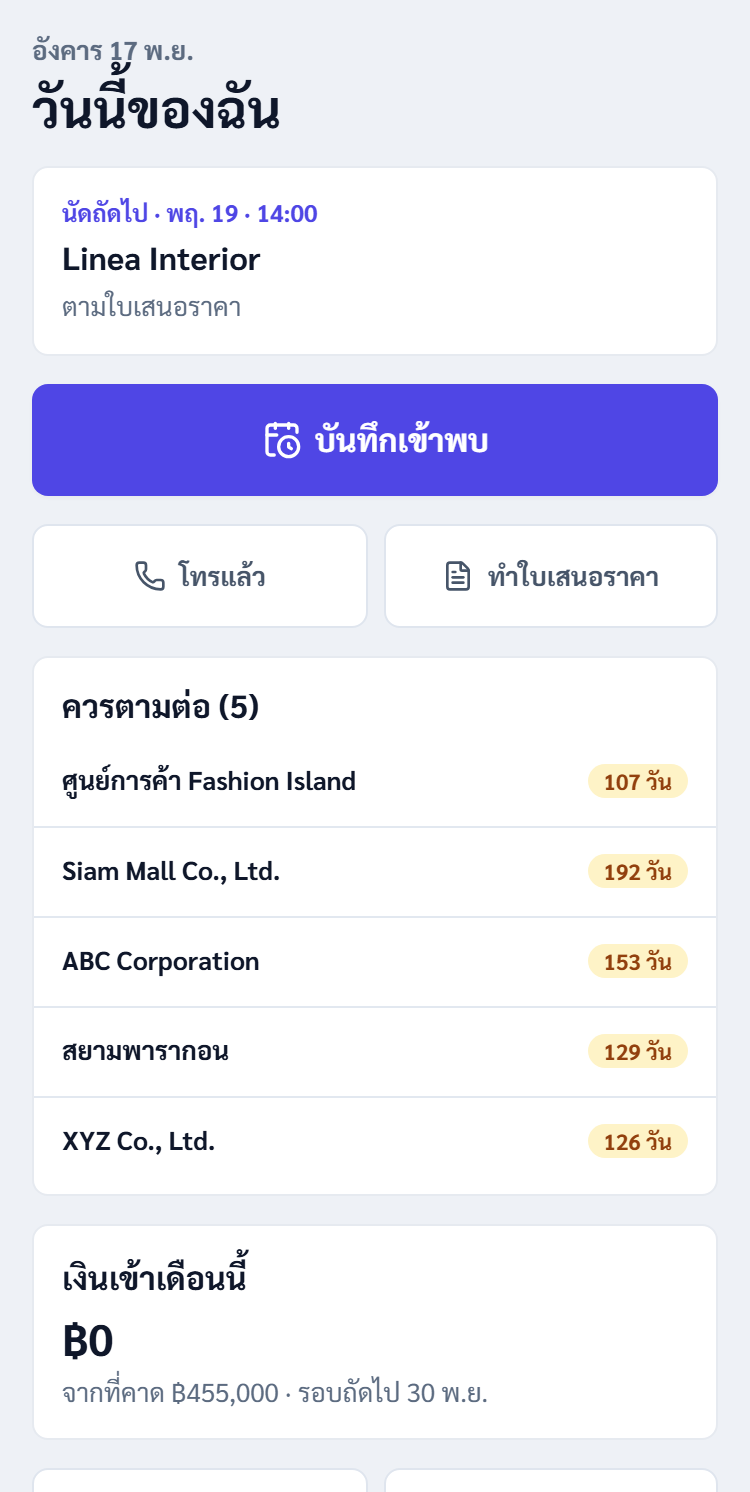 อังคาร 17 พ.ย.
วันนี้ของฉัน
นัดถัดไป · พฤ. 19 · 14:00
Linea Interior
ตามใบเสนอราคา
บันทึกเข้าพบ
โทรแล้ว
ทำใบเสนอราคา
ควรตามต่อ (5)
ศูนย์การค้า Fashion Island 107 วัน
Siam Mall Co., Ltd. 192 วัน
ABC Corporation 153 วัน
สยามพารากอน 129 วัน
XYZ Co., Ltd. 126 วัน
เงินเข้าเดือนนี้
฿0
จากที่คาด ฿455,000 · รอบถัดไป 30 พ.ย.